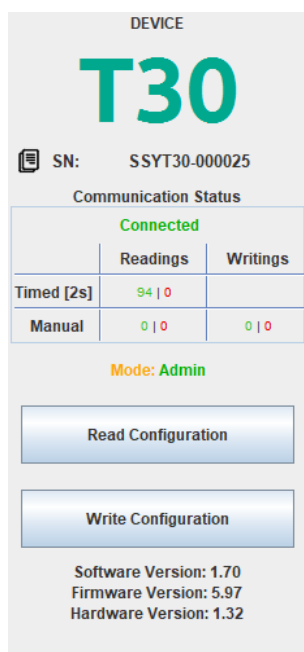 DEVICE
T30
SN: SSYT30-000025
Communication Status
Connected
Readings Writings
Timed [2s] 94 | 0
Manual 0 | 0 0 | 0
Mode: Admin
Read Configuration
Write Configuration
Software Version: 1.70
Firmware Version: 5.97
Hardware Version: 1.32